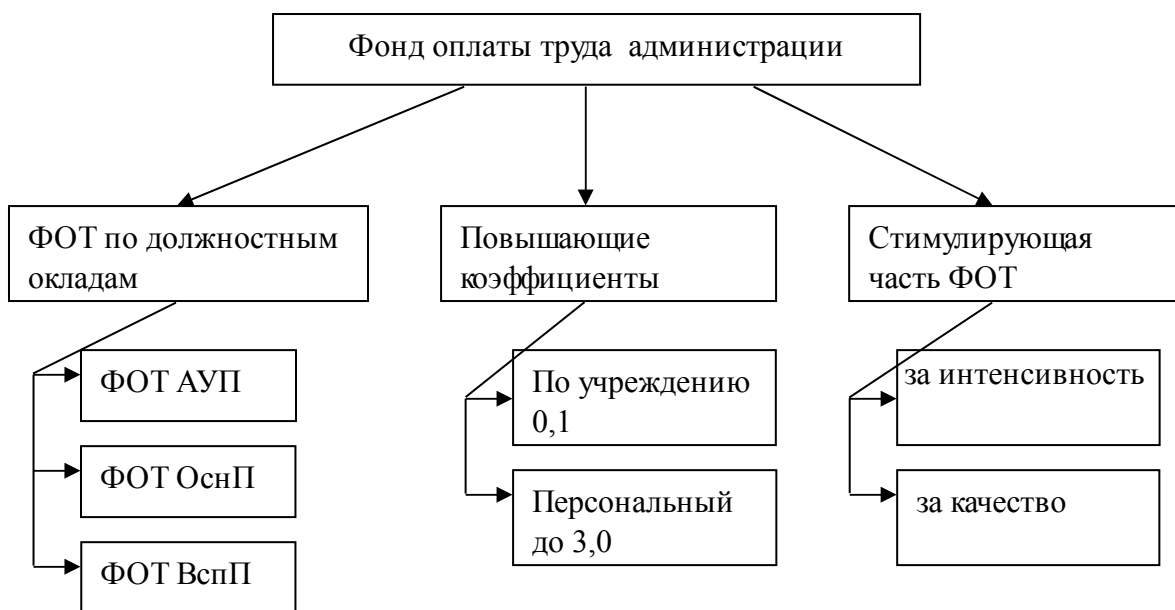 Фонд оплаты труда администрации
ФОТ по должностным
окладам
Повышающие
коэффициенты
Стимулирующая
часть ФОТ
ФОТ АУП
ФОТ ОснП
ФОТ ВспП
По учреждению
0,1
Персональный
до 3,0
за интенсивность
за качество